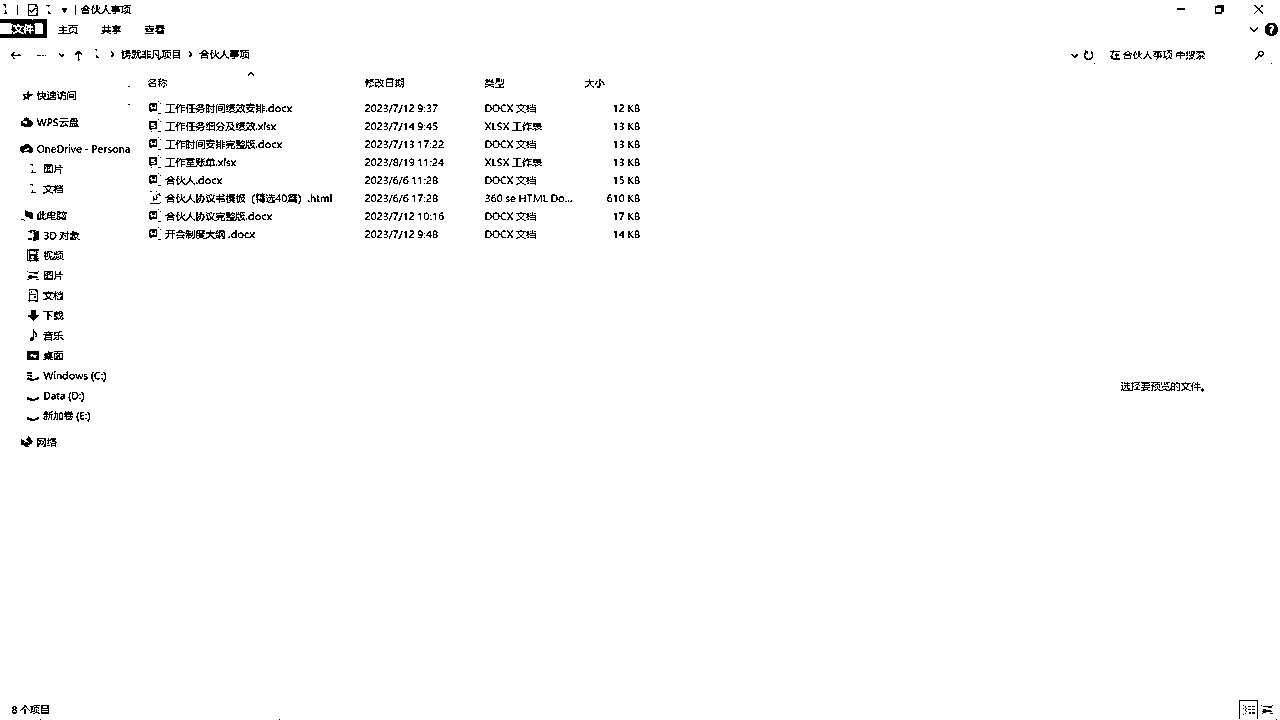 合伙人事项
文件 主页 共享 查看
铸就非凡项目 合伙人事项 在 合伙人事项 中搜索
名称 修改日期 类型 大小
工作任务时间绩效安排.docx 2023/7/12 9:37 DOCX 文档 12 KB
工作任务细分及绩效.xlsx 2023/7/14 9:45 XLSX 工作表 13 KB
工作时间安排完整版.docx 2023/7/13 17:22 DOCX 文档 13 KB
工作室账单.xlsx 2023/8/19 11:24 XLSX 工作表 13 KB
合伙人.docx 2023/6/6 11:28 DOCX 文档 15 KB
合伙人协议书模板（精选40篇）.html 2023/6/6 17:28 360 se HTML Do... 610 KB
合伙人协议完整版.docx 2023/7/12 10:16 DOCX 文档 17 KB
开会制度大纲 .docx 2023/7/12 9:48 DOCX 文档 14 KB
快速访问
WPS云盘
OneDrive - Persona
图片
文档
此电脑
3D 对象
视频
图片
文档
下载
音乐
桌面
Windows (C:)
Data (D:)
新加卷 (E:)
网络
选择要预览的文件。
8 个项目